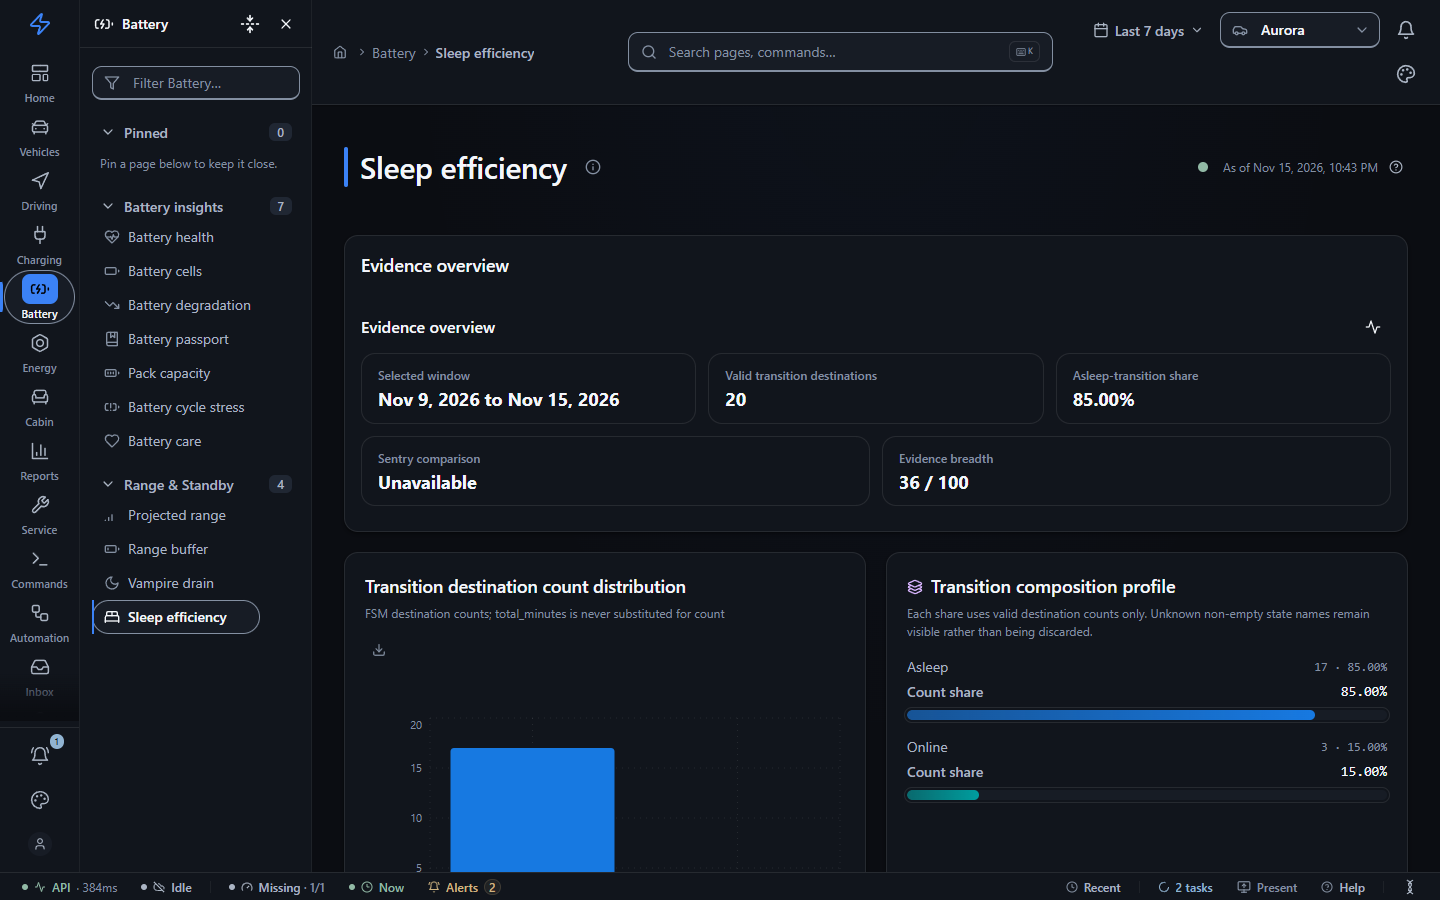 Home
Vehicles
Driving
Charging
Battery
Energy
Cabin
Reports
Service
Commands
Automation
Inbox
1
Battery
Filter Battery...
Pinned 0
Pin a page below to keep it close.
Battery insights 7
Battery health
Battery cells
Battery degradation
Battery passport
Pack capacity
Battery cycle stress
Battery care
Range & Standby 4
Projected range
Range buffer
Vampire drain
Sleep efficiency
Battery Sleep efficiency
Search pages, commands... K
Last 7 days
Aurora
Sleep efficiency
As of Nov 15, 2026, 10:43 PM
Evidence overview
Evidence overview
Selected window
Nov 9, 2026 to Nov 15, 2026
Valid transition destinations
20
Asleep-transition share
85.00%
Sentry comparison
Unavailable
Evidence breadth
36 / 100
Transition destination count distribution
FSM destination counts; total_minutes is never substituted for count
20
15
10
5
Transition composition profile
Each share uses valid destination counts only. Unknown non-empty state names remain
visible rather than being discarded.
Asleep 17 · 85.00%
Count share 85.00%
Online 3 · 15.00%
Count share 15.00%
API · 384ms Idle Missing · 1/1 Now Alerts 2 Recent 2 tasks Present Help